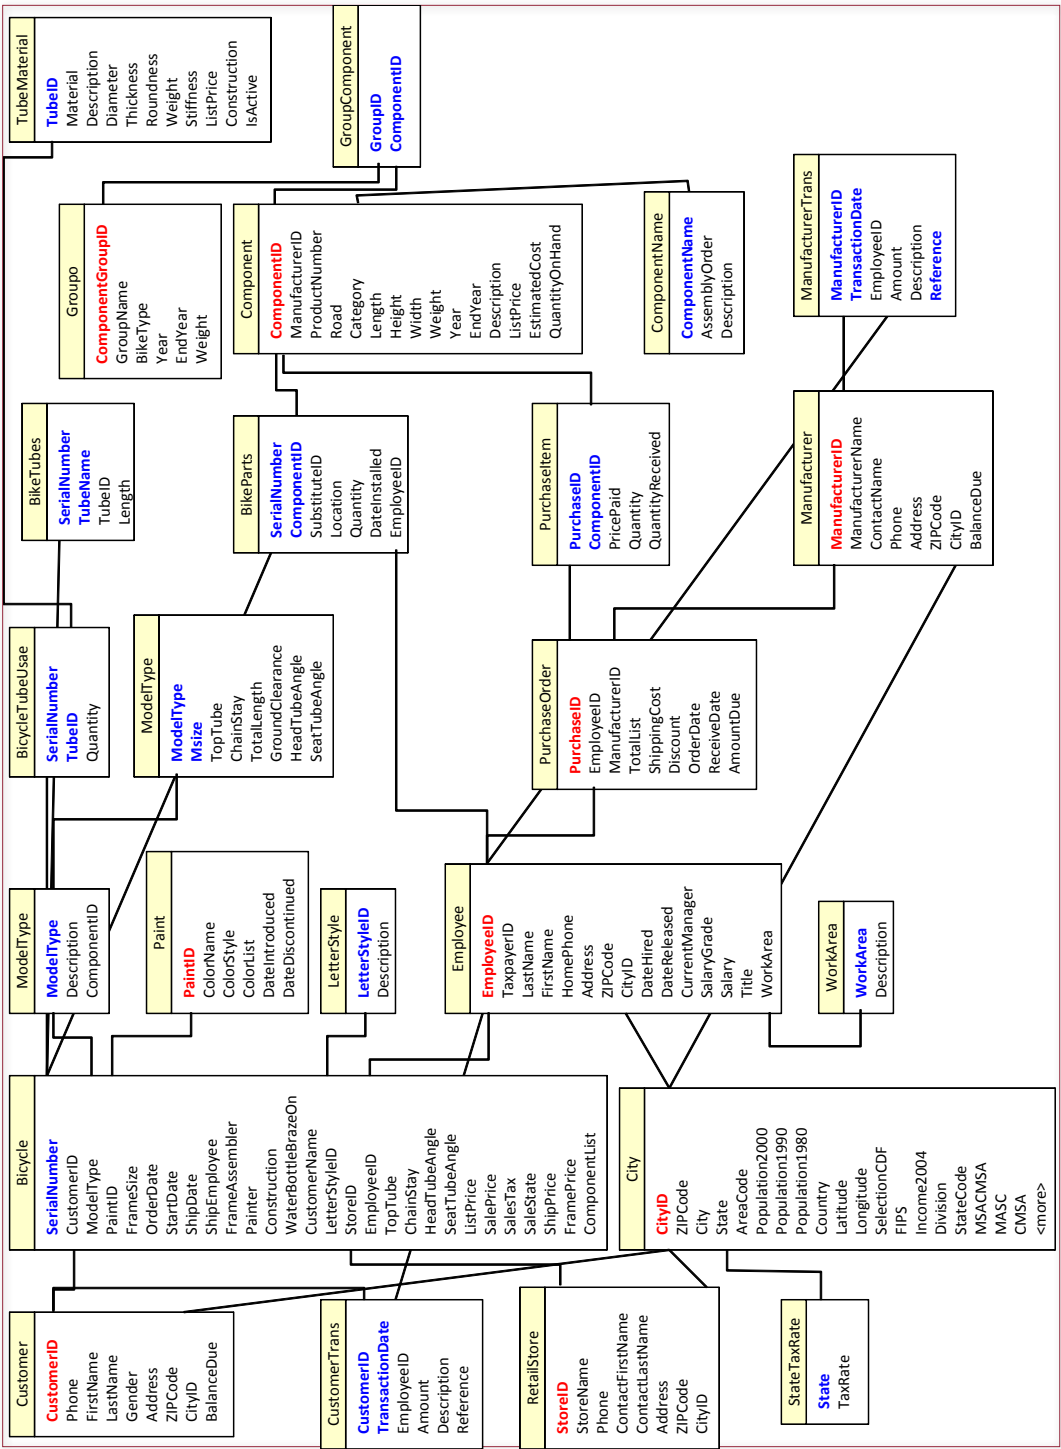 Customer
CustomerID
Phone
FirstName
LastName
Gender
Address
ZIPCode
CityID
BalanceDue
CustomerTrans
CustomerID
TransactionDate
EmployeeID
Amount
Description
Reference
RetailStore
StoreID
StoreName
Phone
ContactFirstName
ContactLastName
Address
ZIPCode
CityID
StateTaxRate
State
TaxRate
Bicycle
SerialNumber
CustomerID
ModelType
PaintID
FrameSize
OrderDate
StartDate
ShipDate
ShipEmployee
FrameAssembler
Painter
Construction
WaterBottleBrazeOn
CustomerName
LetterStyleID
StoreID
EmployeeID
TopTube
ChainStay
HeadTubeAngle
SeatTubeAngle
ListPrice
SalePrice
SalesTax
SaleState
ShipPrice
FramePrice
ComponentList
City
CityID
ZIPCode
City
State
AreaCode
Population2000
Population1990
Population1980
Country
Latitude
Longitude
SelectionCDF
FIPS
Income2004
Division
StateCode
MSACMSA
MASC
CMSA
<more>
ModelType
ModelType
Description
ComponentID
Paint
PaintID
ColorName
ColorStyle
ColorList
DateIntroduced
DateDiscontinued
LetterStyle
LetterStyleID
Description
Employee
EmployeeID
TaxpayerID
LastName
FirstName
HomePhone
Address
ZIPCode
CityID
DateHired
DateReleased
CurrentManager
SalaryGrade
Salary
Title
WorkArea
WorkArea
WorkArea
Description
BicycleTubeUsae
SerialNumber
TubeID
Quantity
ModelType
ModelType
Msize
TopTube
ChainStay
TotalLength
GroundClearance
HeadTubeAngle
SeatTubeAngle
PurchaseOrder
PurchaseID
EmployeeID
ManufacturerID
TotalList
ShippingCost
Discount
OrderDate
ReceiveDate
AmountDue
BikeTubes
SerialNumber
TubeName
TubeID
Length
BikeParts
SerialNumber
ComponentID
SubstituteID
Location
Quantity
DateInstalled
EmployeeID
PurchaseItem
PurchaseID
ComponentID
PricePaid
Quantity
QuantityReceived
Manufacturer
ManufacturerID
ManufacturerName
ContactName
Phone
Address
ZIPCode
CityID
BalanceDue
Groupo
ComponentGroupID
GroupName
BikeType
Year
EndYear
Weight
Component
ComponentID
ManufacturerID
ProductNumber
Road
Category
Length
Height
Width
Weight
Year
EndYear
Description
ListPrice
EstimatedCost
QuantityOnHand
ComponentName
ComponentName
AssemblyOrder
Description
ManufacturerTrans
ManufacturerID
TransactionDate
EmployeeID
Amount
Description
Reference
TubeMaterial
TubeID
Material
Description
Diameter
Thickness
Roundness
Weight
Stiffness
ListPrice
Construction
IsActive
GroupComponent
GroupID
ComponentID